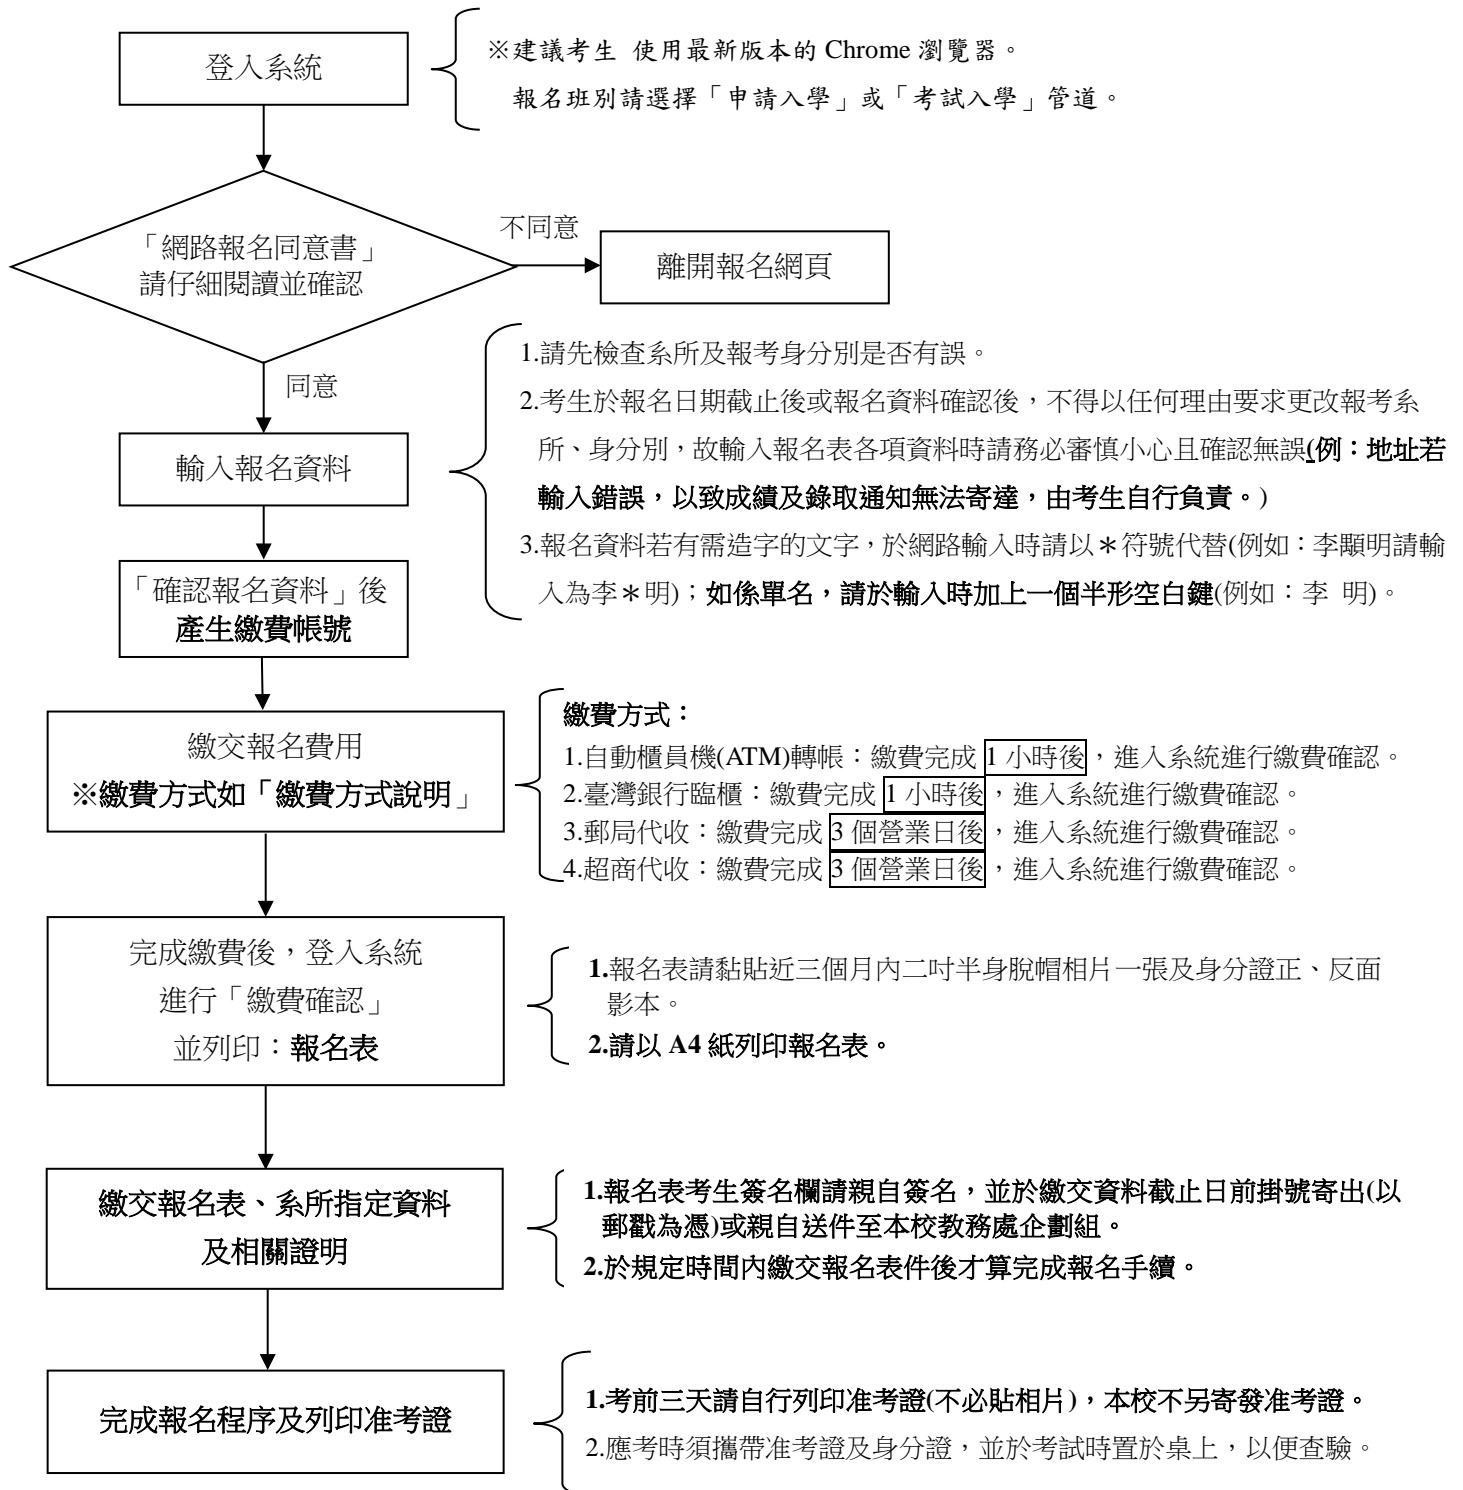 登入系統
※建議考生 使用最新版本的 Chrome 瀏覽器。
報名班別請選擇「申請入學」或「考試入學」管道。
「網路報名同意書」
請仔細閱讀並確認
不同意
離開報名網頁
同意
1.請先檢查系所及報考身分別是否有誤。
2.考生於報名日期截止後或報名資料確認後，不得以任何理由要求更改報考系
所、身分別，故輸入報名表各項資料時請務必審慎小心且確認無誤(例：地址若
輸入錯誤，以致成績及錄取通知無法寄達，由考生自行負責。)
3.報名資料若有需造字的文字，於網路輸入時請以＊符號代替(例如：李顯明請輸
入為李＊明)；如係單名，請於輸入時加上一個半形空白鍵(例如：李 明)。
輸入報名資料
「確認報名資料」後
產生繳費帳號
繳交報名費用
※繳費方式如「繳費方式說明」
繳費方式：
1.自動櫃員機(ATM)轉帳：繳費完成 1 小時後，進入系統進行繳費確認。
2.臺灣銀行臨櫃：繳費完成 1 小時後，進入系統進行繳費確認。
3.郵局代收：繳費完成 3 個營業日後，進入系統進行繳費確認。
4.超商代收：繳費完成 3 個營業日後，進入系統進行繳費確認。
完成繳費後，登入系統
進行「繳費確認」
並列印：報名表
1.報名表請黏貼近三個月內二吋半身脫帽相片一張及身分證正、反面
影本。
2.請以 A4 紙列印報名表。
繳交報名表、系所指定資料
及相關證明
1.報名表考生簽名欄請親自簽名，並於繳交資料截止日前掛號寄出(以
郵戳為憑)或親自送件至本校教務處企劃組。
2.於規定時間內繳交報名表件後才算完成報名手續。
完成報名程序及列印准考證
1.考前三天請自行列印准考證(不必貼相片)，本校不另寄發准考證。
2.應考時須攜帶准考證及身分證，並於考試時置於桌上，以便查驗。